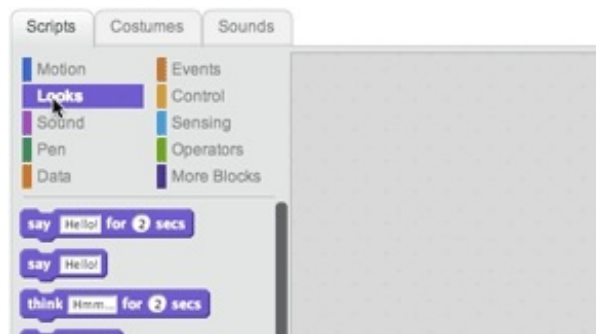 Scripts Costumes Sounds
Motion Events
Looks Control
Sound Sensing
Pen Operators
Data More Blocks
say Hello! for 2 secs
say Hello!
think Hmm... for 2 secs